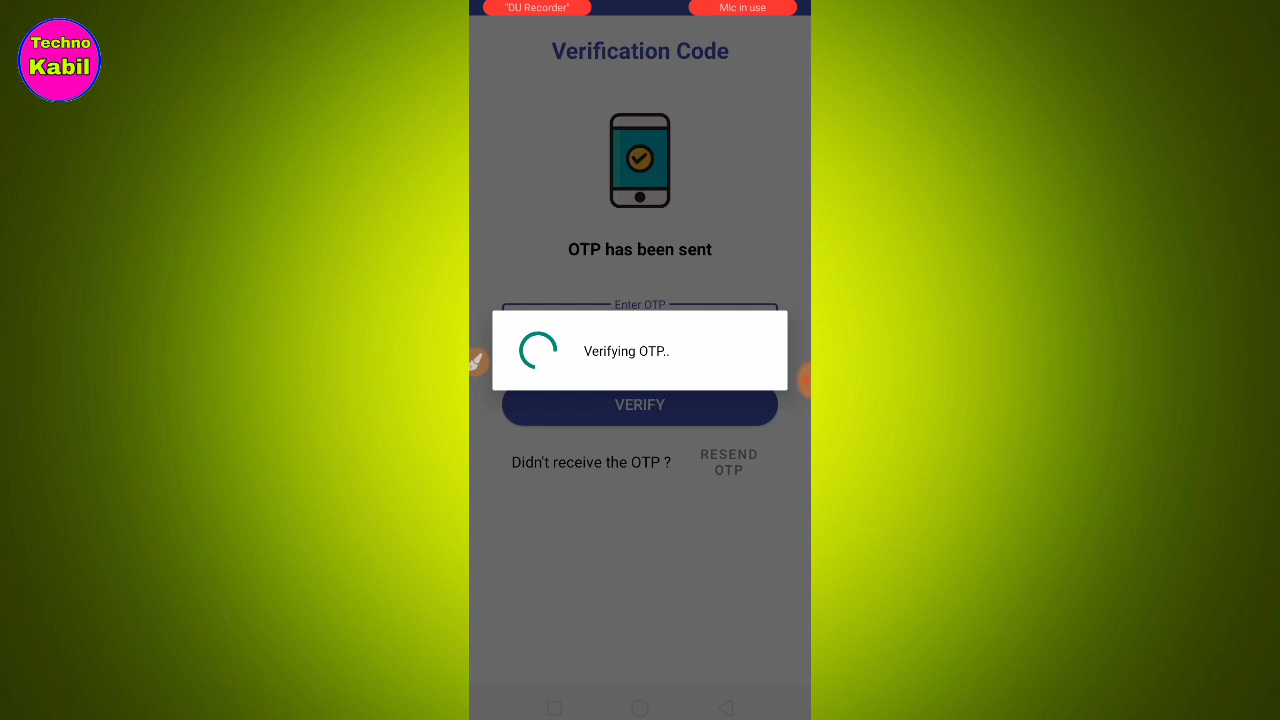 Techno
Kabil
"DU Recorder"
Mic in use
Verification Code
OTP has been sent
Enter OTP
Verifying OTP..
VERIFY
Didn't receive the OTP ?
RESEND
OTP